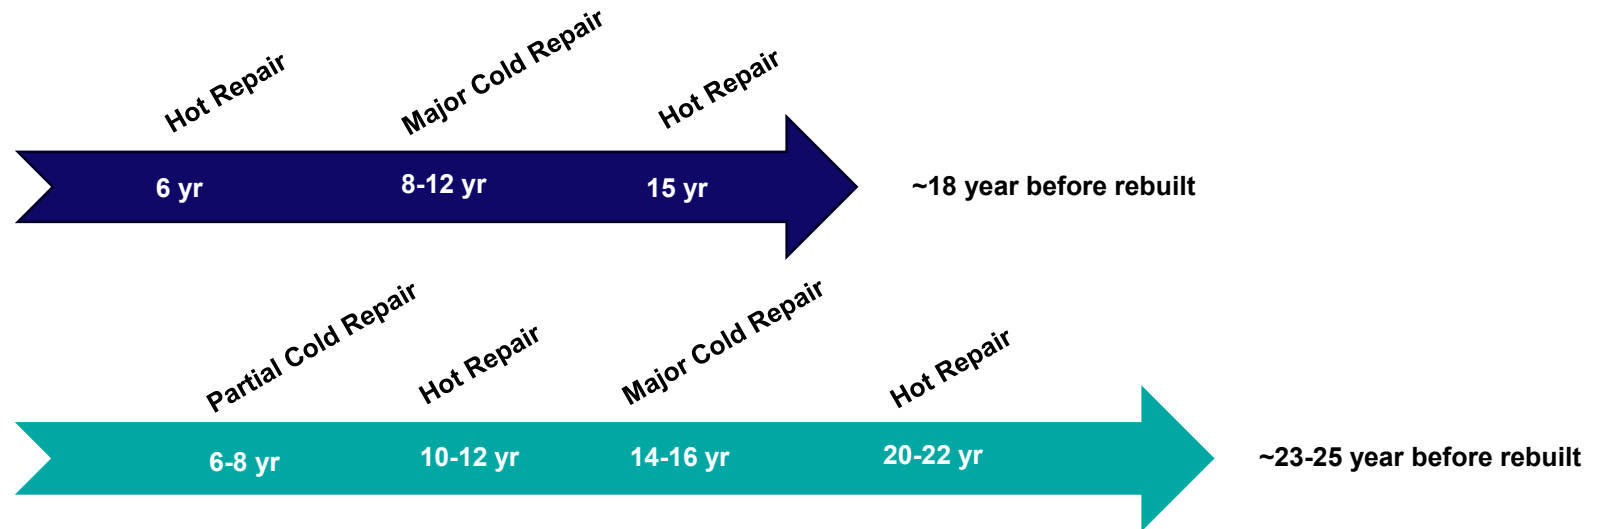 Hot Repair
Major Cold Repair
Hot Repair
6 yr
8-12 yr
15 yr
~18 year before rebuilt
Partial Cold Repair
Hot Repair
Major Cold Repair
Hot Repair
6-8 yr
10-12 yr
14-16 yr
20-22 yr
~23-25 year before rebuilt